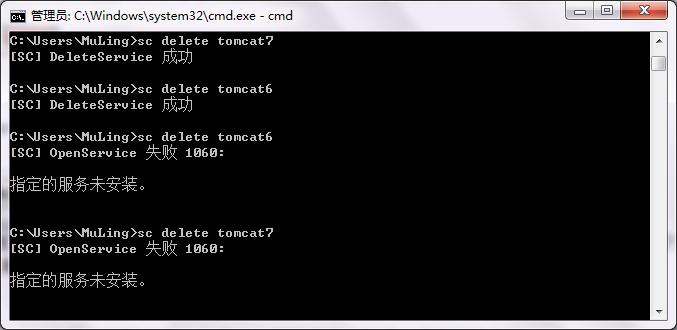 管理员: C:\Windows\system32\cmd.exe - cmd
C:\Users\MuLing>sc delete tomcat7
[SC] DeleteService 成功
C:\Users\MuLing>sc delete tomcat6
[SC] DeleteService 成功
C:\Users\MuLing>sc delete tomcat6
[SC] OpenService 失败 1060:
指定的服务未安装。
C:\Users\MuLing>sc delete tomcat7
[SC] OpenService 失败 1060:
指定的服务未安装。